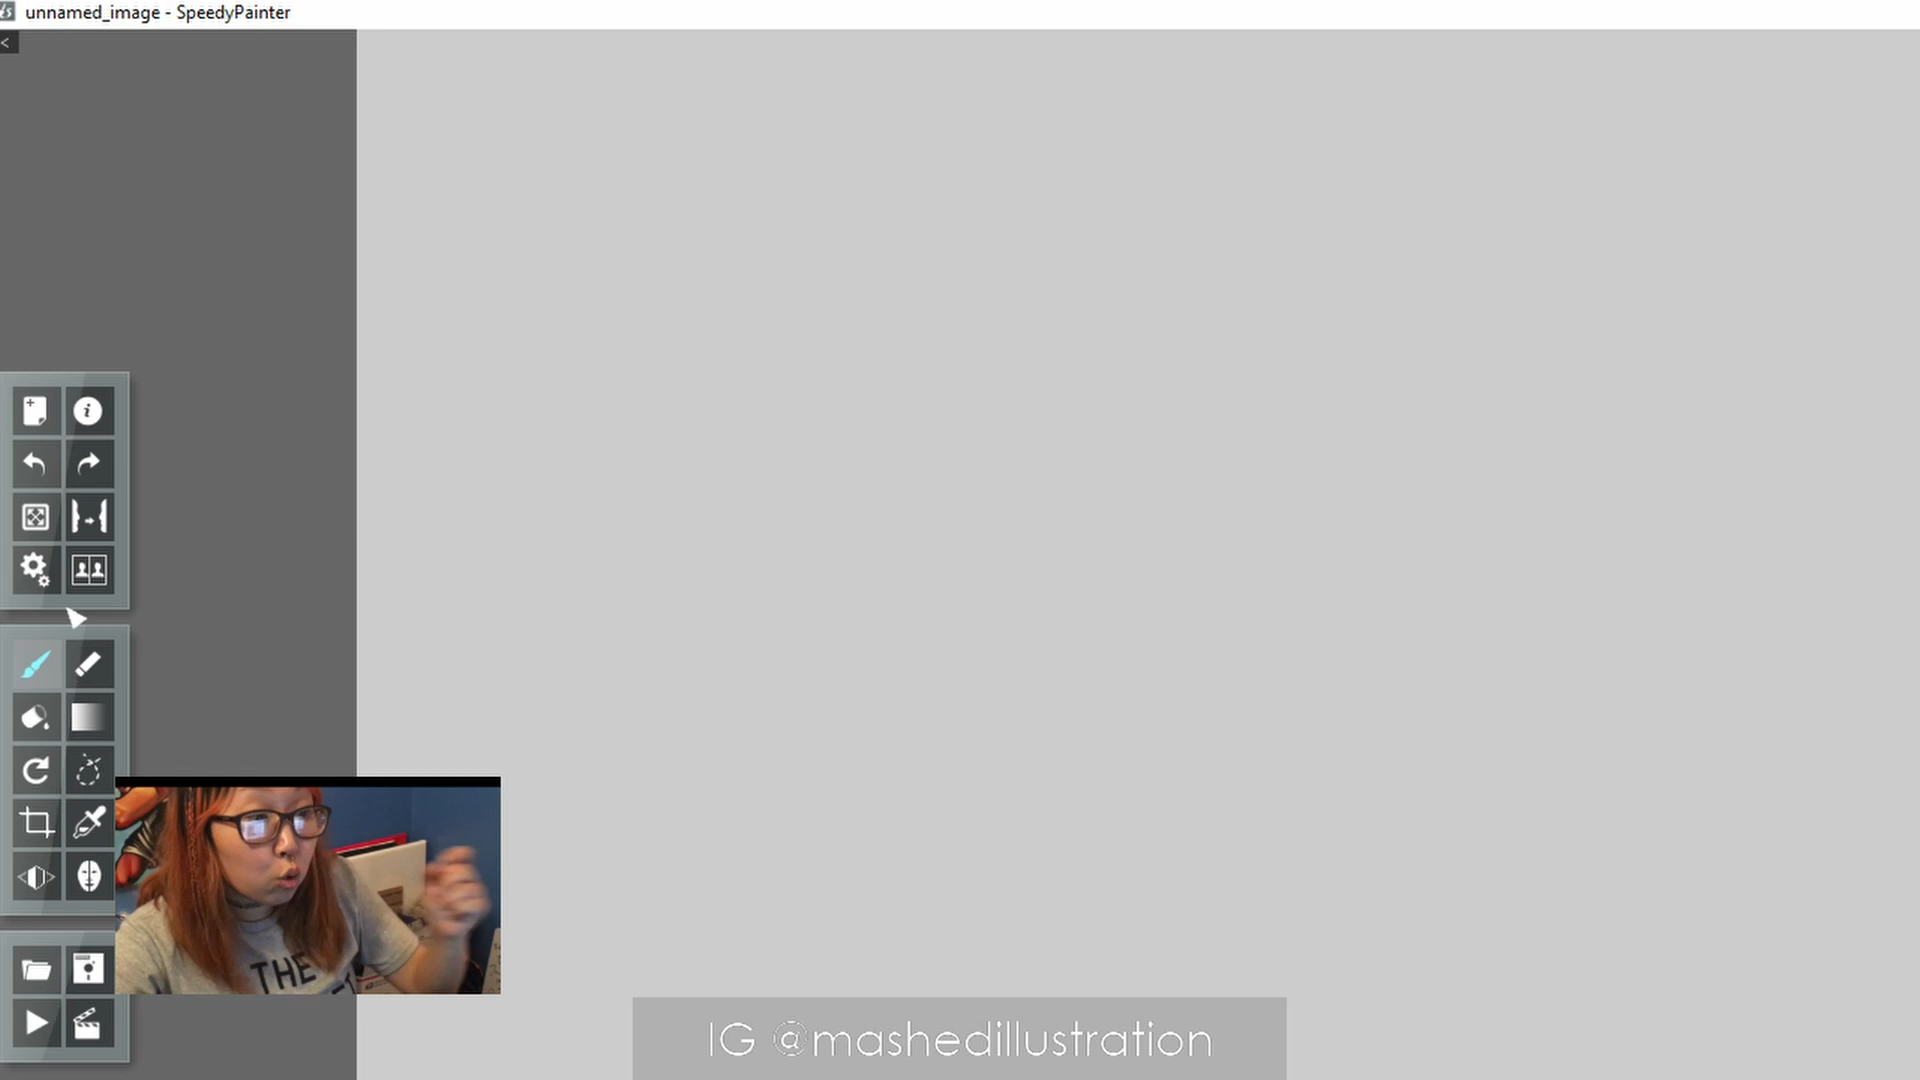 unnamed_image - SpeedyPainter
<
THE
IG @mashedillustration